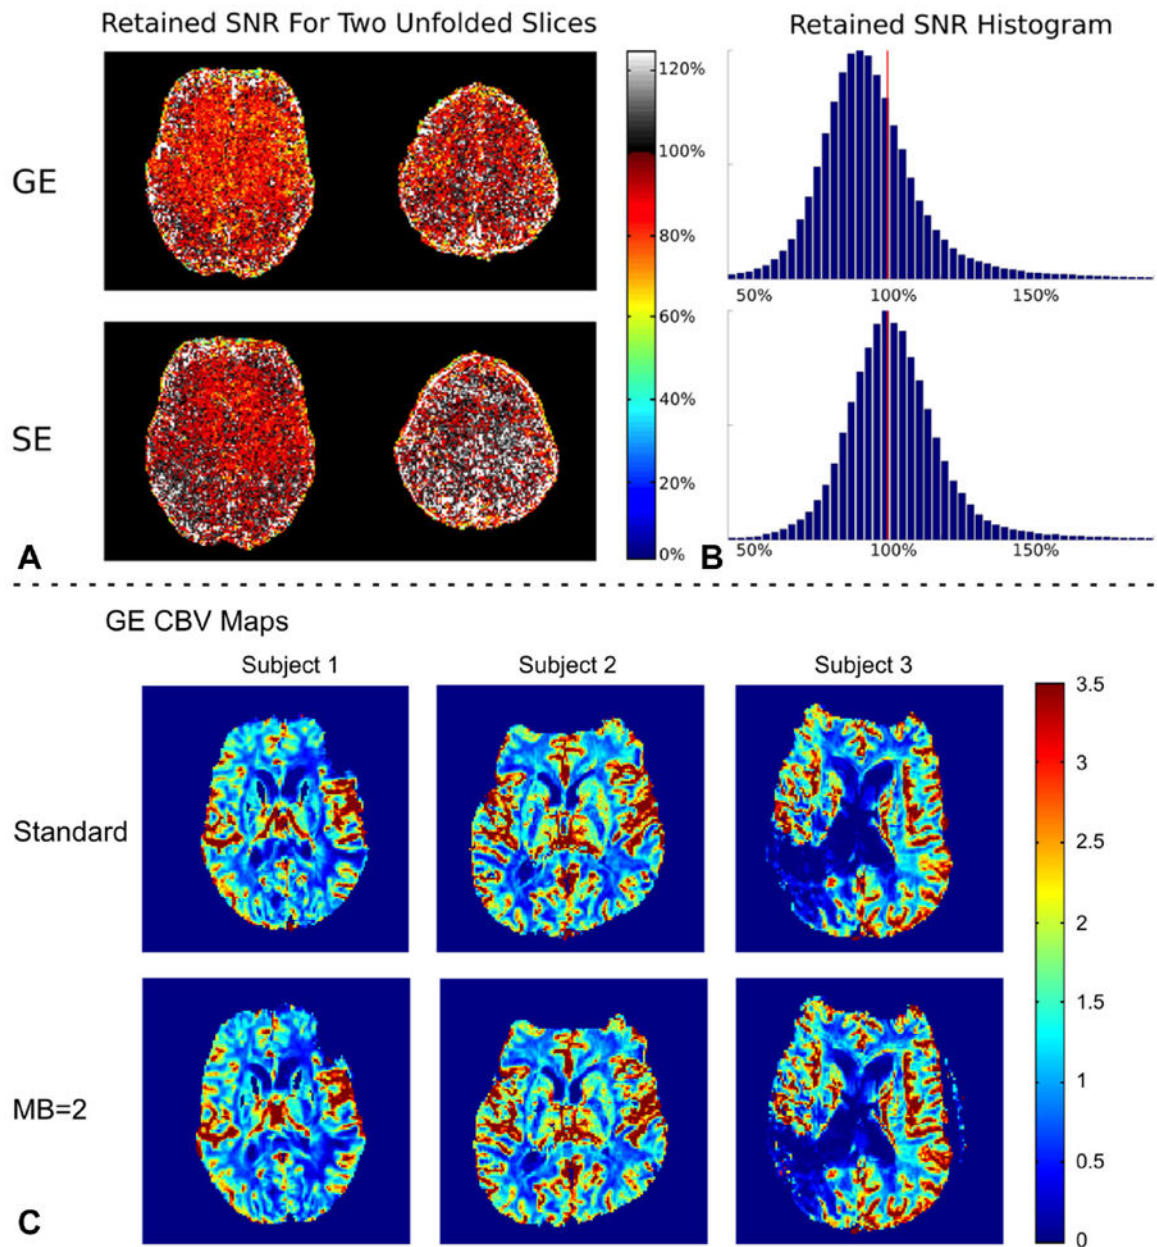 Retained SNR For Two Unfolded Slices
Retained SNR Histogram
GE
120%
100%
80%
60%
40%
20%
0%
50% 100% 150%
SE
50% 100% 150%
A
B
GE CBV Maps
Subject 1 Subject 2 Subject 3
Standard
MB=2
3.5
3
2.5
2
1.5
1
0.5
0
C